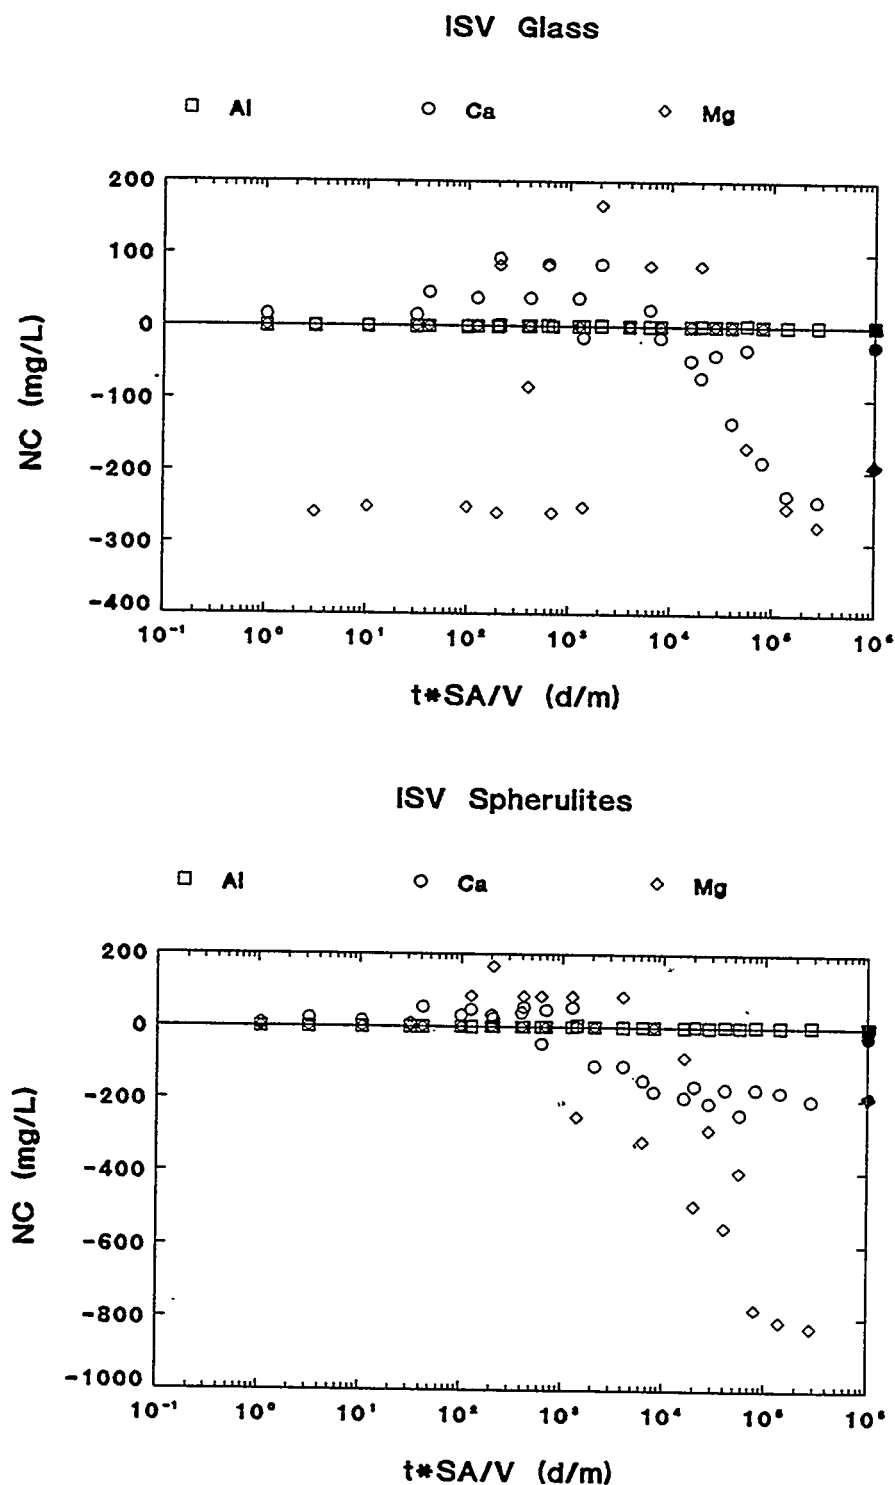 ISV Glass
Al Ca Mg
200
100
0
-100
-200
-300
-400
NC (mg/L)
10⁻¹ 10⁰ 10¹ 10² 10³ 10⁴ 10⁵ 10⁶
t*SA/V (d/m)
ISV Spherulites
Al Ca Mg
200
0
-200
-400
-600
-800
-1000
NC (mg/L)
10⁻¹ 10⁰ 10¹ 10² 10³ 10⁴ 10⁵ 10⁶
t*SA/V (d/m)